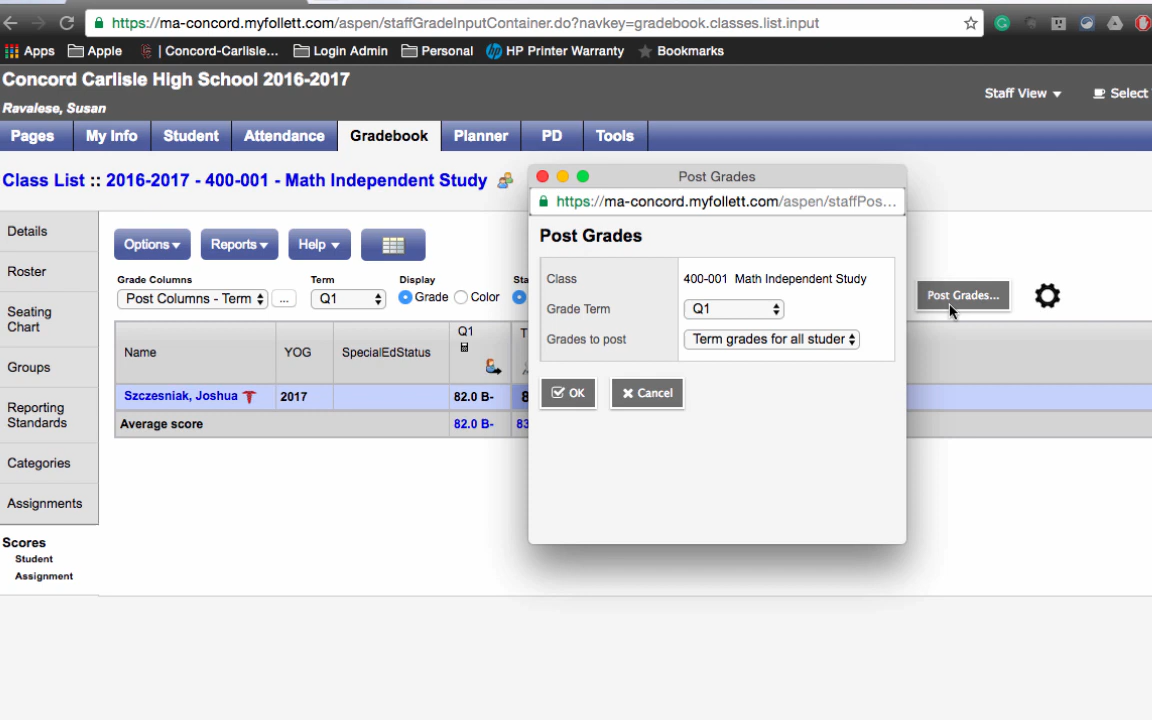 https://ma-concord.myfollett.com/aspen/staffGradeInputContainer.do?navkey=gradebook.classes.list.input
Apps Apple | Concord-Carlisle... Login Admin Personal HP Printer Warranty Bookmarks
Concord Carlisle High School 2016-2017
Ravalese, Susan
Staff View Select
Pages My Info Student Attendance Gradebook Planner PD Tools
Class List :: 2016-2017 - 400-001 - Math Independent Study
Details
Roster
Seating
Chart
Groups
Reporting
Standards
Categories
Assignments
Scores
Student
Assignment
Options Reports Help
Grade Columns Term Display Sta
Post Columns - Term ... Q1 Grade Color
Post Grades...
Name YOG SpecialEdStatus Q1 T
Szczesniak, Joshua 2017 82.0 B- 8
Average score 82.0 B- 83
Post Grades
https://ma-concord.myfollett.com/aspen/staffPos...
Post Grades
Class 400-001 Math Independent Study
Grade Term Q1
Grades to post Term grades for all studer
OK Cancel